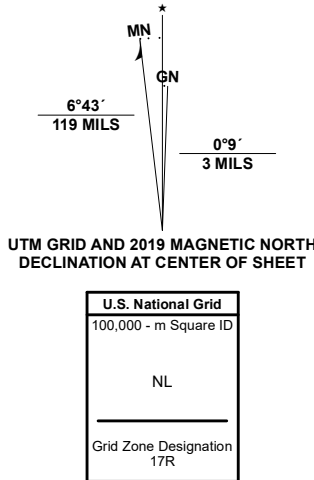 ★
MN
GN
6°43´
119 MILS
0°9´
3 MILS
UTM GRID AND 2019 MAGNETIC NORTH
DECLINATION AT CENTER OF SHEET
U.S. National Grid
100,000 - m Square ID
NL
Grid Zone Designation
17R